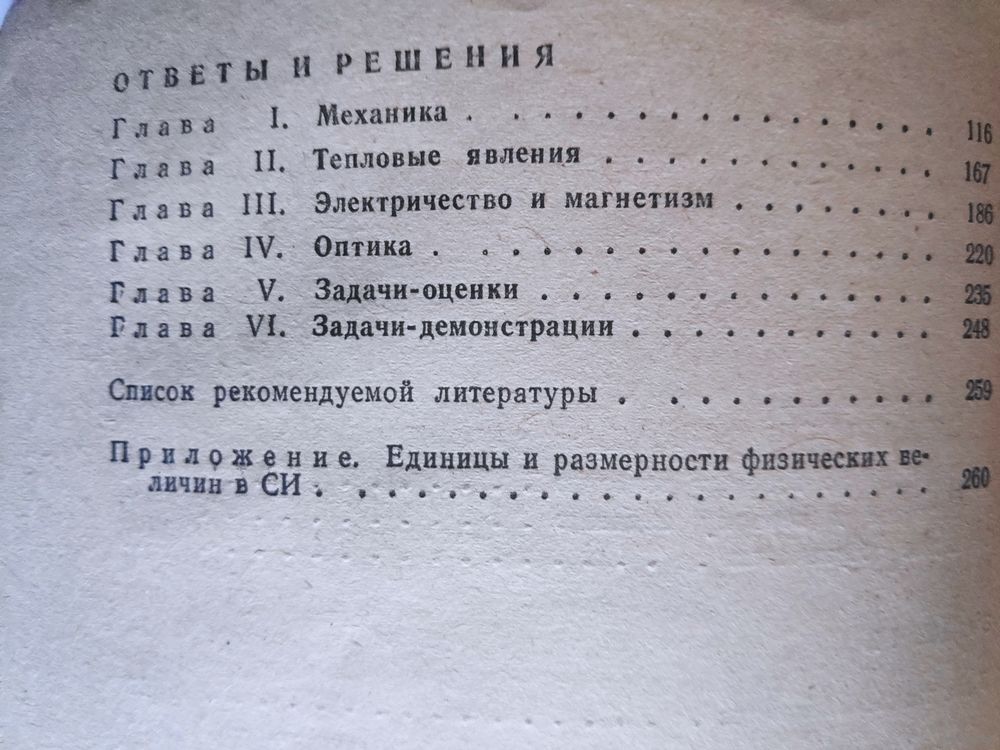 ОТВЕТЫ И РЕШЕНИЯ
Глава I. Механика . . . . . . . . . . . . . . . 116
Глава II. Тепловые явления . . . . . . . . . . . 167
Глава III. Электричество и магнетизм . . . . . . . . 186
Глава IV. Оптика . . . . . . . . . . . . . . . . 220
Глава V. Задачи-оценки . . . . . . . . . . . . . 235
Глава VI. Задачи-демонстрации . . . . . . . . . . 248
Список рекомендуемой литературы . . . . . . . . . . . 259
Приложение. Единицы и размерности физических ве-
личин в СИ . . . . . . . . . . . . . . . . . . . 260